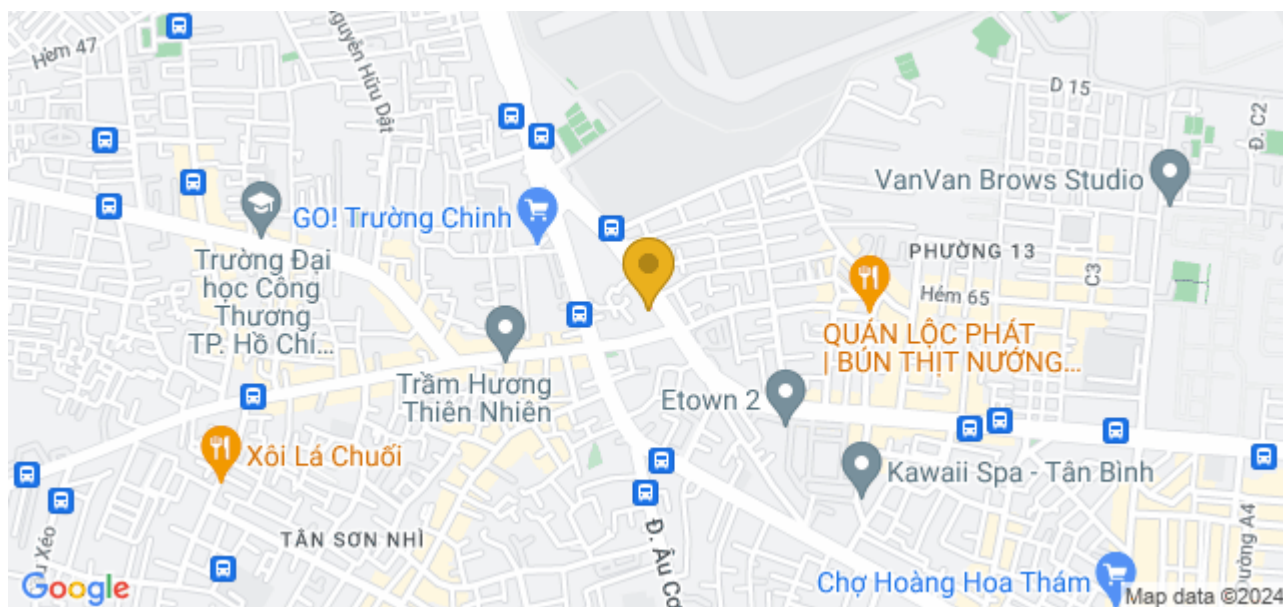 Hẻm 47
Nguyễn Hữu Dật
D 15
Đ. C2
VanVan Brows Studio
GO! Trường Chinh
PHƯỜNG 13
C3
Trường Đại
học Công
Thương
TP. Hồ Chí...
Hẻm 65
QUÁN LỘC PHÁT
| BÚN THỊT NƯỚNG...
Trầm Hương
Thiên Nhiên
Etown 2
Xôi Lá Chuối
Kawaii Spa - Tân Bình
TÂN SƠN NHÌ
Xéo
Đ. Âu Cơ
Đường A4
Chợ Hoàng Hoa Thám
Google
Map data ©2024